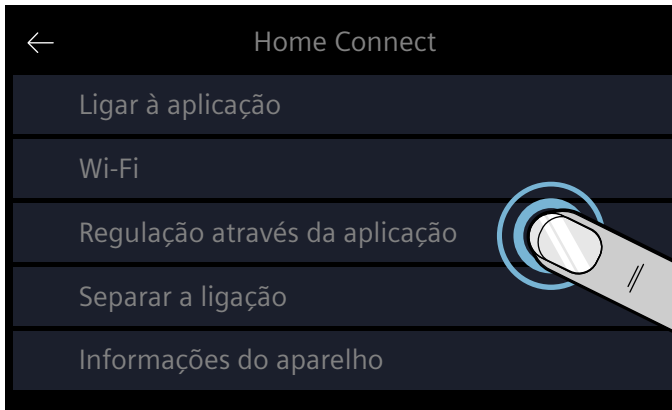 Home Connect
Ligar à aplicação
Wi-Fi
Regulação através da aplicação
Separar a ligação
Informações do aparelho